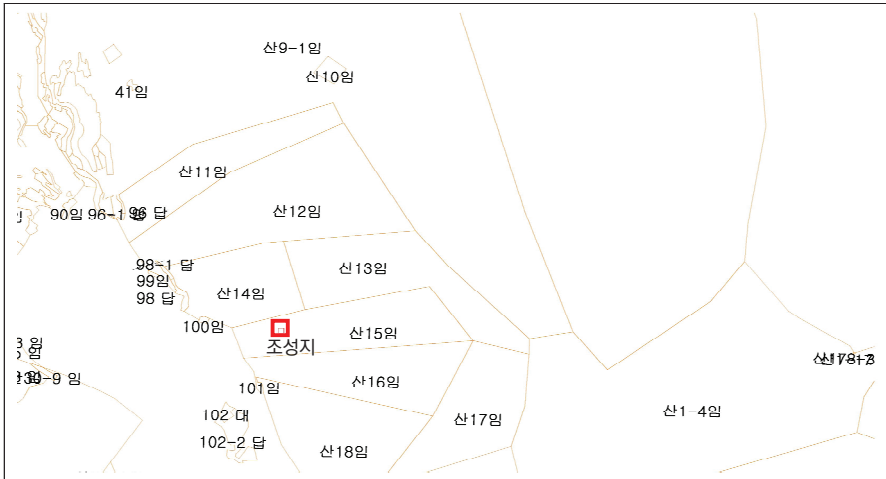 산9-1임
신10임
41임
산11임
산12임
90임 96-1
96 답
98-1 답
신13임
99임
산14임
98 답
100임
산15임
조성지
산16임
101임
102 대
산1-4임
산17임
102-2 답
산18임